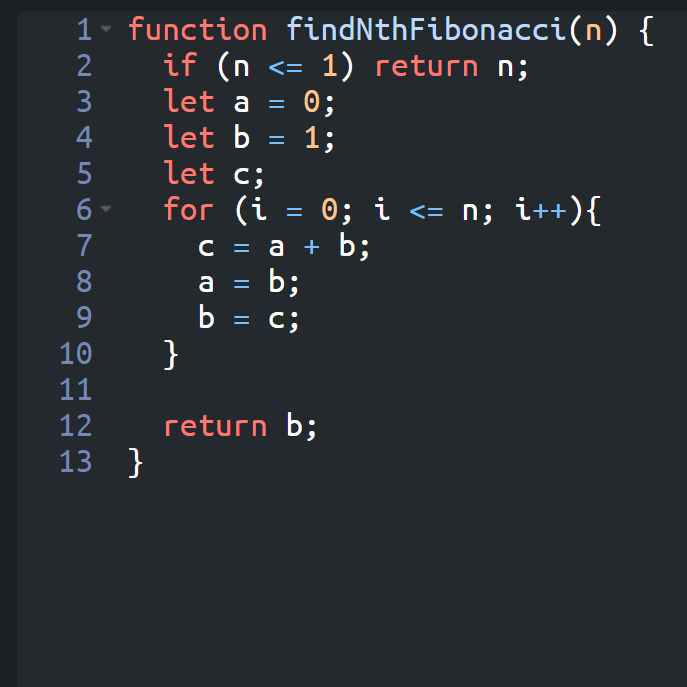 1 function findNthFibonacci(n) {
2 if (n <= 1) return n;
3 let a = 0;
4 let b = 1;
5 let c;
6 for (i = 0; i <= n; i++){
7 c = a + b;
8 a = b;
9 b = c;
10 }
11
12 return b;
13 }